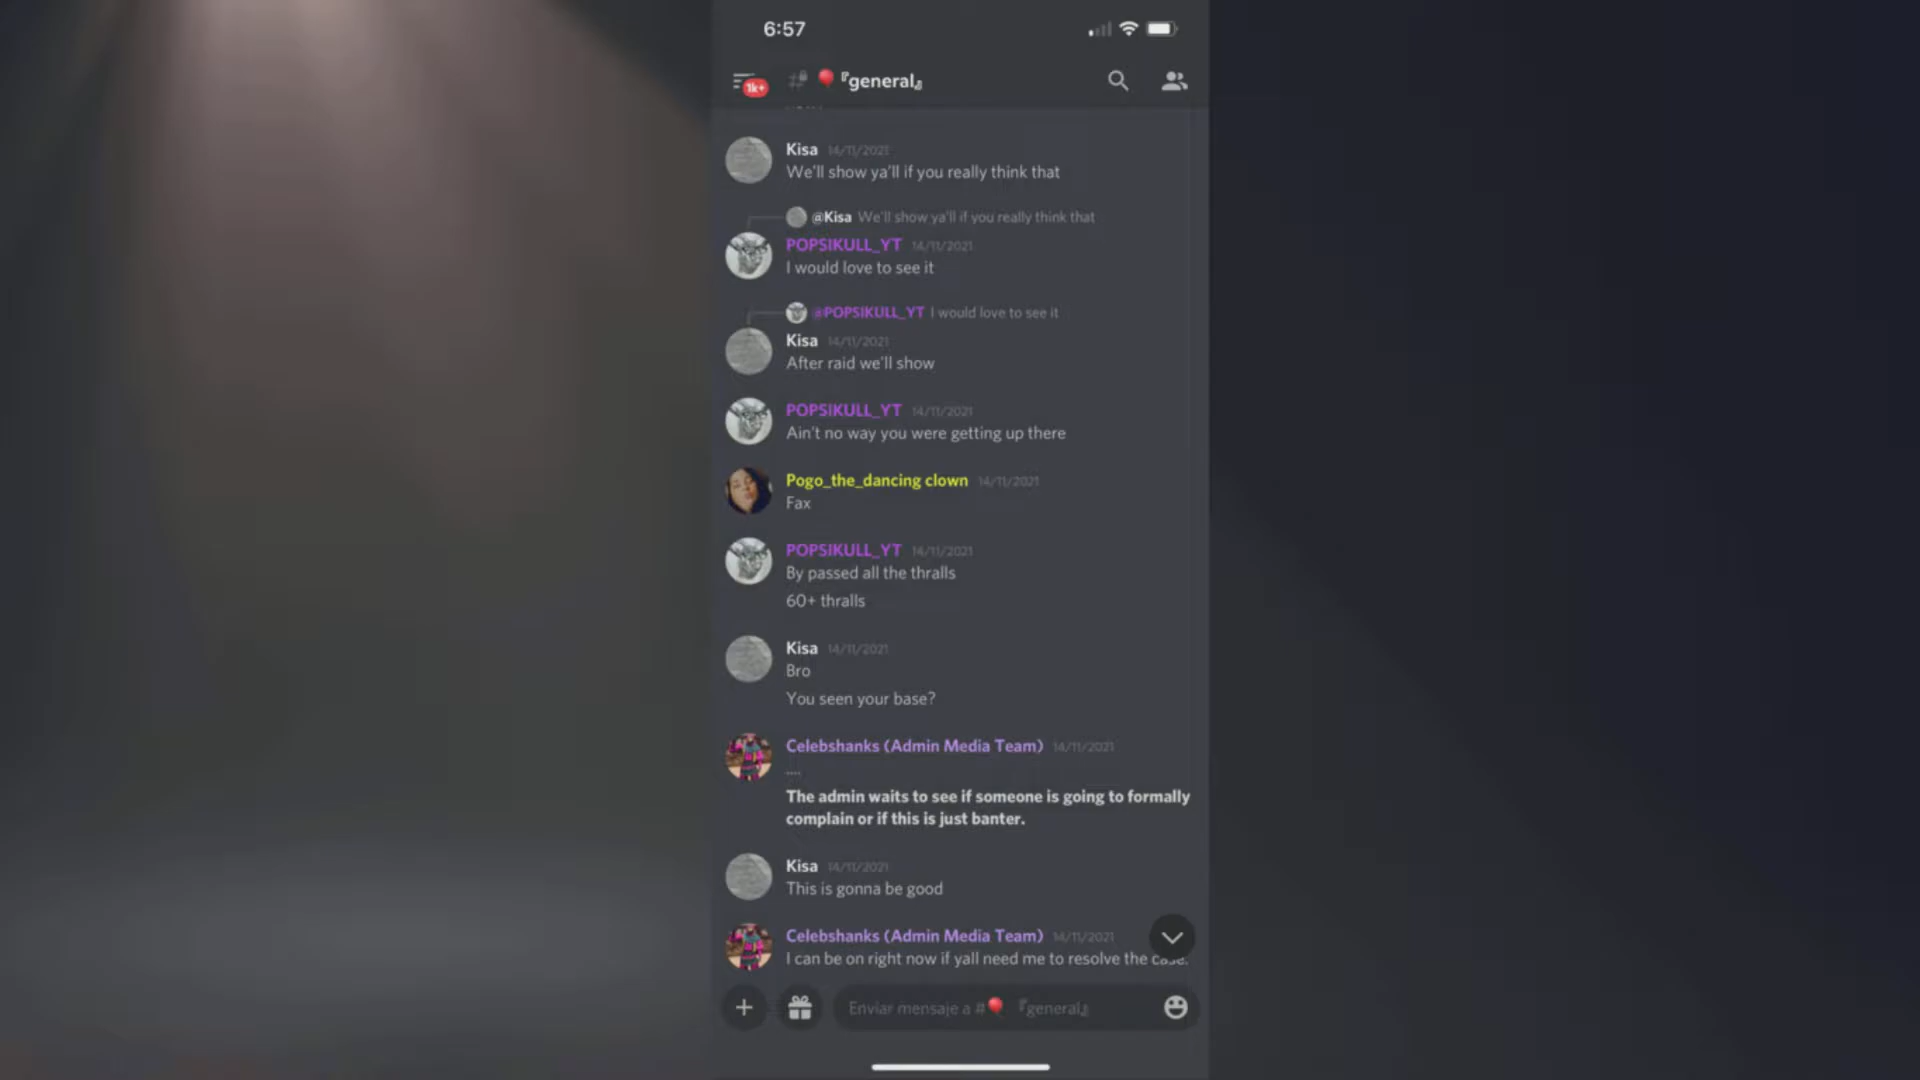 6:57
1k+
# 『general』
Kisa 14/11/2021
We'll show ya'll if you really think that
@Kisa We'll show ya'll if you really think that
POPSIKULL_YT 14/11/2021
I would love to see it
@POPSIKULL_YT I would love to see it
Kisa 14/11/2021
After raid we'll show
POPSIKULL_YT 14/11/2021
Ain't no way you were getting up there
Pogo_the_dancing clown 14/11/2021
Fax
POPSIKULL_YT 14/11/2021
By passed all the thralls
60+ thralls
Kisa 14/11/2021
Bro
You seen your base?
Celebshanks (Admin Media Team) 14/11/2021
....
The admin waits to see if someone is going to formally
complain or if this is just banter.
Kisa 14/11/2021
This is gonna be good
Celebshanks (Admin Media Team) 14/11/2021
I can be on right now if yall need me to resolve the case.
Enviar mensaje a #🎈 『general』